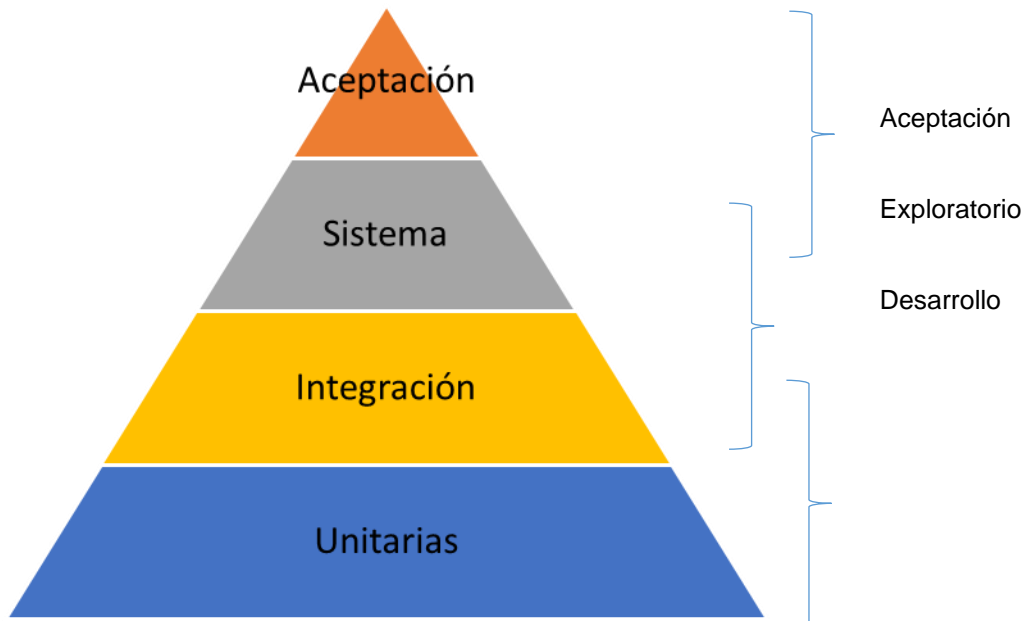 Aceptación
Sistema
Integración
Unitarias
Aceptación
Exploratorio
Desarrollo